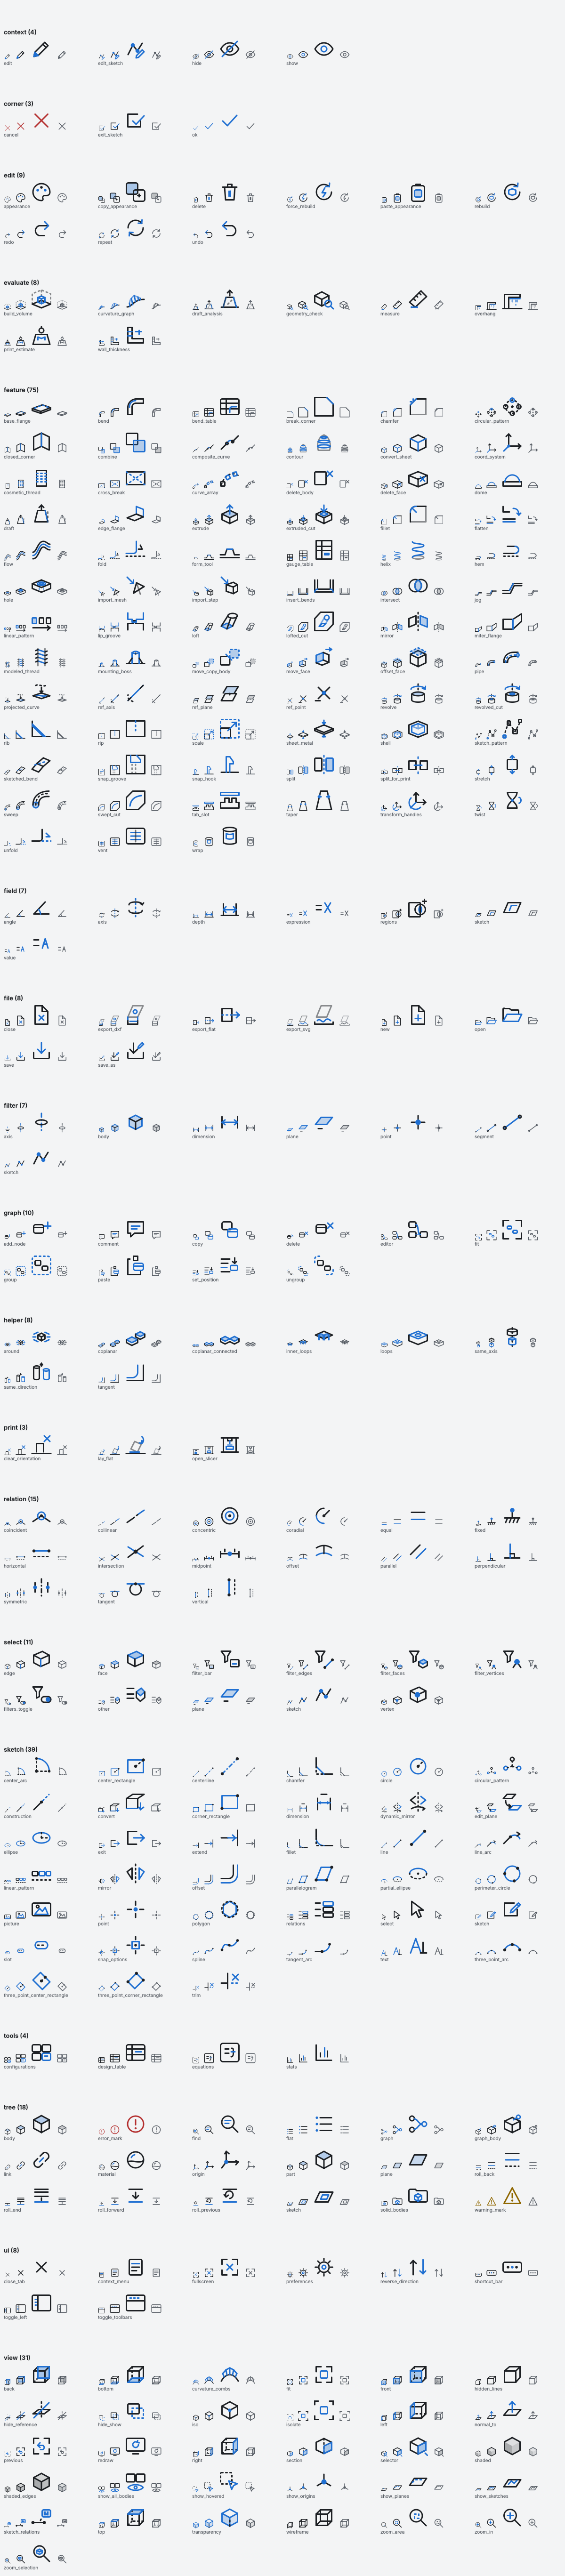 context (4)
edit edit_sketch hide show
corner (3)
cancel exit_sketch ok
edit (9)
appearance copy_appearance delete force_rebuild paste_appearance rebuild
redo repeat undo
evaluate (8)
build_volume curvature_graph draft_analysis geometry_check measure overhang
print_estimate wall_thickness
feature (75)
base_flange bend bend_table break_corner chamfer circular_pattern
closed_corner combine composite_curve contour convert_sheet coord_system
cosmetic_thread cross_break curve_array delete_body delete_face dome
draft edge_flange extrude extruded_cut fillet flatten
flow fold form_tool gauge_table helix hem
hole import_mesh import_step insert_bends intersect jog
linear_pattern lip_groove loft lofted_cut mirror miter_flange
modeled_thread mounting_boss move_copy_body move_face offset_face pipe
projected_curve ref_axis ref_plane ref_point revolve revolved_cut
rib rip scale sheet_metal shell sketch_pattern
sketched_bend snap_groove snap_hook split split_for_print stretch
sweep swept_cut tab_slot taper transform_handles twist
unfold vent wrap
field (7)
angle axis depth expression regions sketch
value
file (8)
close export_dxf export_flat export_svg new open
save save_as
filter (7)
axis body dimension plane point segment
sketch
graph (10)
add_node comment copy delete editor fit
group paste set_position ungroup
helper (8)
around coplanar coplanar_connected inner_loops loops same_axis
same_direction tangent
print (3)
clear_orientation lay_flat open_slicer
relation (15)
coincident collinear concentric coradial equal fixed
horizontal intersection midpoint offset parallel perpendicular
symmetric tangent vertical
select (11)
edge face filter_bar filter_edges filter_faces filter_vertices
filters_toggle other plane sketch vertex
sketch (39)
center_arc center_rectangle centerline chamfer circle circular_pattern
construction convert corner_rectangle dimension dynamic_mirror edit_plane
ellipse exit extend fillet line line_arc
linear_pattern mirror offset parallelogram partial_ellipse perimeter_circle
picture point polygon relations select sketch
slot snap_options spline tangent_arc text three_point_arc
three_point_center_rectangle three_point_corner_rectangle trim
tools (4)
configurations design_table equations stats
tree (18)
body error_mark find flat graph graph_body
link material origin part plane roll_back
roll_end roll_forward roll_previous sketch solid_bodies warning_mark
ui (8)
close_tab context_menu fullscreen preferences reverse_direction shortcut_bar
toggle_left toggle_toolbars
view (31)
back bottom curvature_combs fit front hidden_lines
hide_reference hide_show iso isolate left normal_to
previous redraw right section selector shaded
shaded_edges show_all_bodies show_hovered show_origins show_planes show_sketches
sketch_relations top transparency wireframe zoom_area zoom_in
zoom_selection